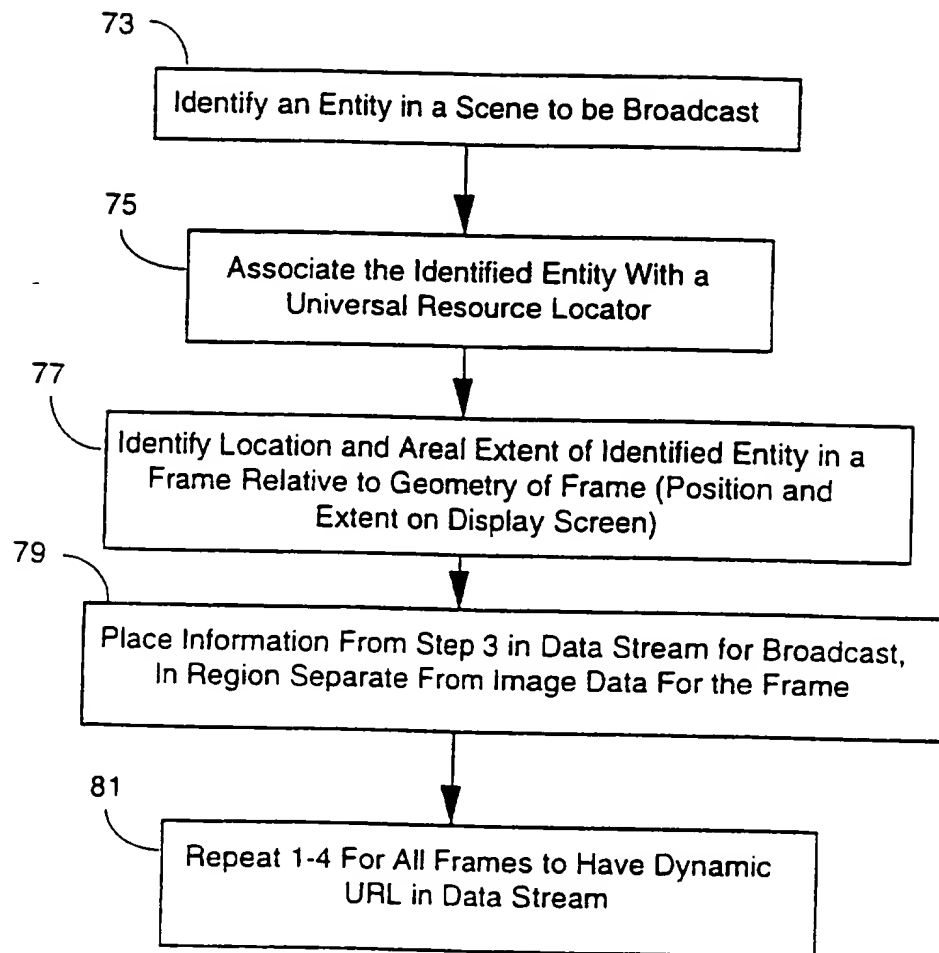 73
Identify an Entity in a Scene to be Broadcast
75
Associate the Identified Entity With a
Universal Resource Locator
77
Identify Location and Areal Extent of Identified Entity in a
Frame Relative to Geometry of Frame (Position and
Extent on Display Screen)
79
Place Information From Step 3 in Data Stream for Broadcast,
In Region Separate From Image Data For the Frame
81
Repeat 1-4 For All Frames to Have Dynamic
URL in Data Stream